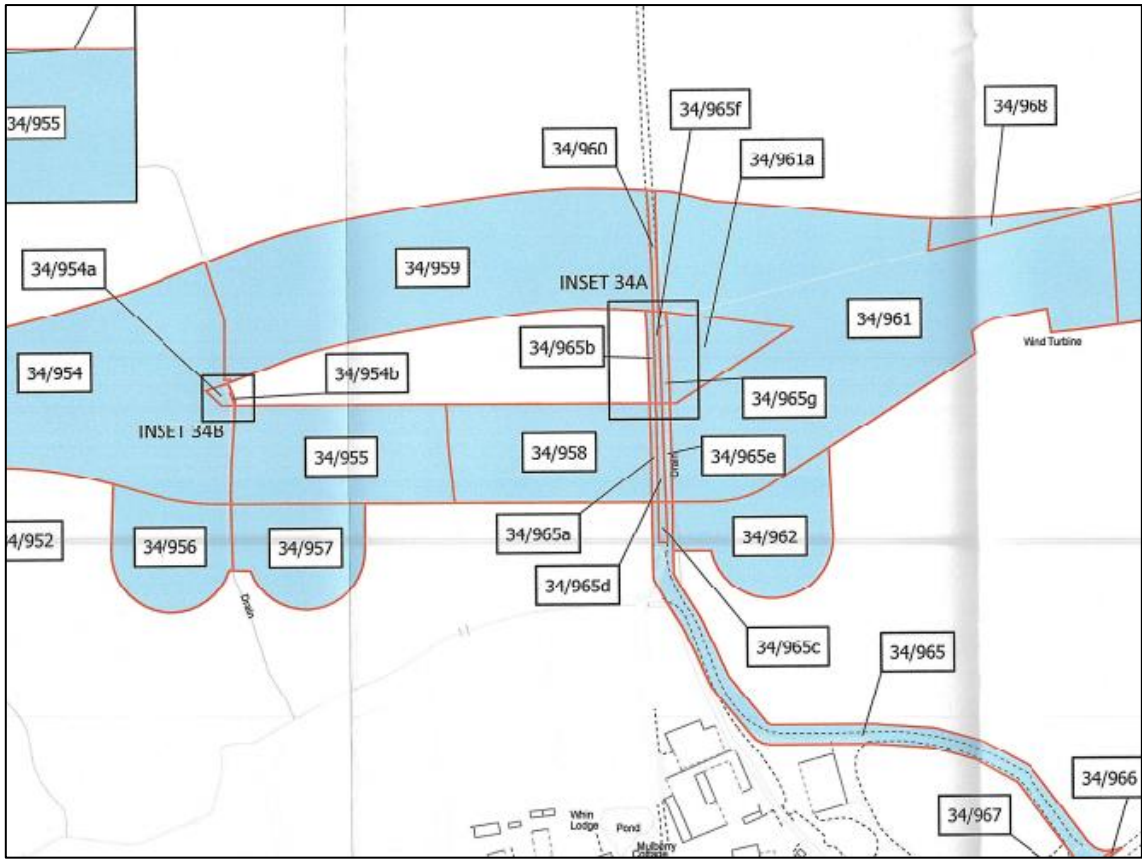 34/955
34/968
34/965f
34/960
34/961a
34/959
34/954a
INSET 34A
34/961
34/965b
Wind Turbine
34/954
34/954b
34/965g
INSET 34B
34/955
34/958
34/965e
Drain
34/952
34/956
34/957
34/965a
34/962
34/965d
Drain
34/965c
34/965
34/966
34/967
Whin
Lodge
Pond
Mulberry
Cottage